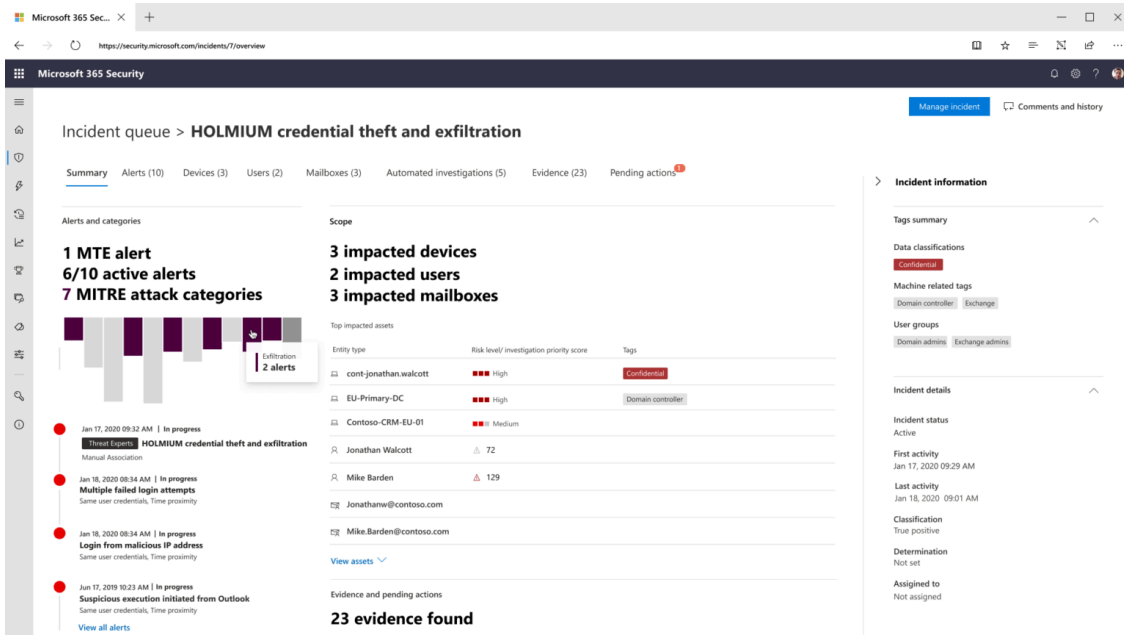 Microsoft 365 Sec...
https://security.microsoft.com/incidents/7/overview
Microsoft 365 Security
Manage incident
Comments and history
Incident queue > HOLMIUM credential theft and exfiltration
Summary
Alerts (10)
Devices (3)
Users (2)
Mailboxes (3)
Automated investigations (5)
Evidence (23)
Pending actions
1
Alerts and categories
1 MTE alert
6/10 active alerts
7 MITRE attack categories
Exfiltration
2 alerts
Jan 17, 2020 09:32 AM | In progress
Threat Experts HOLMIUM credential theft and exfiltration
Manual Association
Jan 18, 2020 08:34 AM | In progress
Multiple failed login attempts
Same user credentials, Time proximity
Jan 18, 2020 08:34 AM | In progress
Login from malicious IP address
Same user credentials, Time proximity
Jun 17, 2019 10:23 AM | In progress
Suspicious execution initiated from Outlook
Same user credentials, Time proximity
View all alerts
Scope
3 impacted devices
2 impacted users
3 impacted mailboxes
Top impacted assets
Entity type Risk level/ investigation priority score Tags
cont-jonathan.walcott High Confidential
EU-Primary-DC High Domain controller
Contoso-CRM-EU-01 Medium
Jonathan Walcott 72
Mike Barden 129
Jonathanw@contoso.com
Mike.Barden@contoso.com
View assets
Evidence and pending actions
23 evidence found
Incident information
Tags summary
Data classifications
Confidential
Machine related tags
Domain controller Exchange
User groups
Domain admins Exchange admins
Incident details
Incident status
Active
First activity
Jan 17, 2020 09:29 AM
Last activity
Jan 18, 2020 09:01 AM
Classification
True positive
Determination
Not set
Assigined to
Not assigned